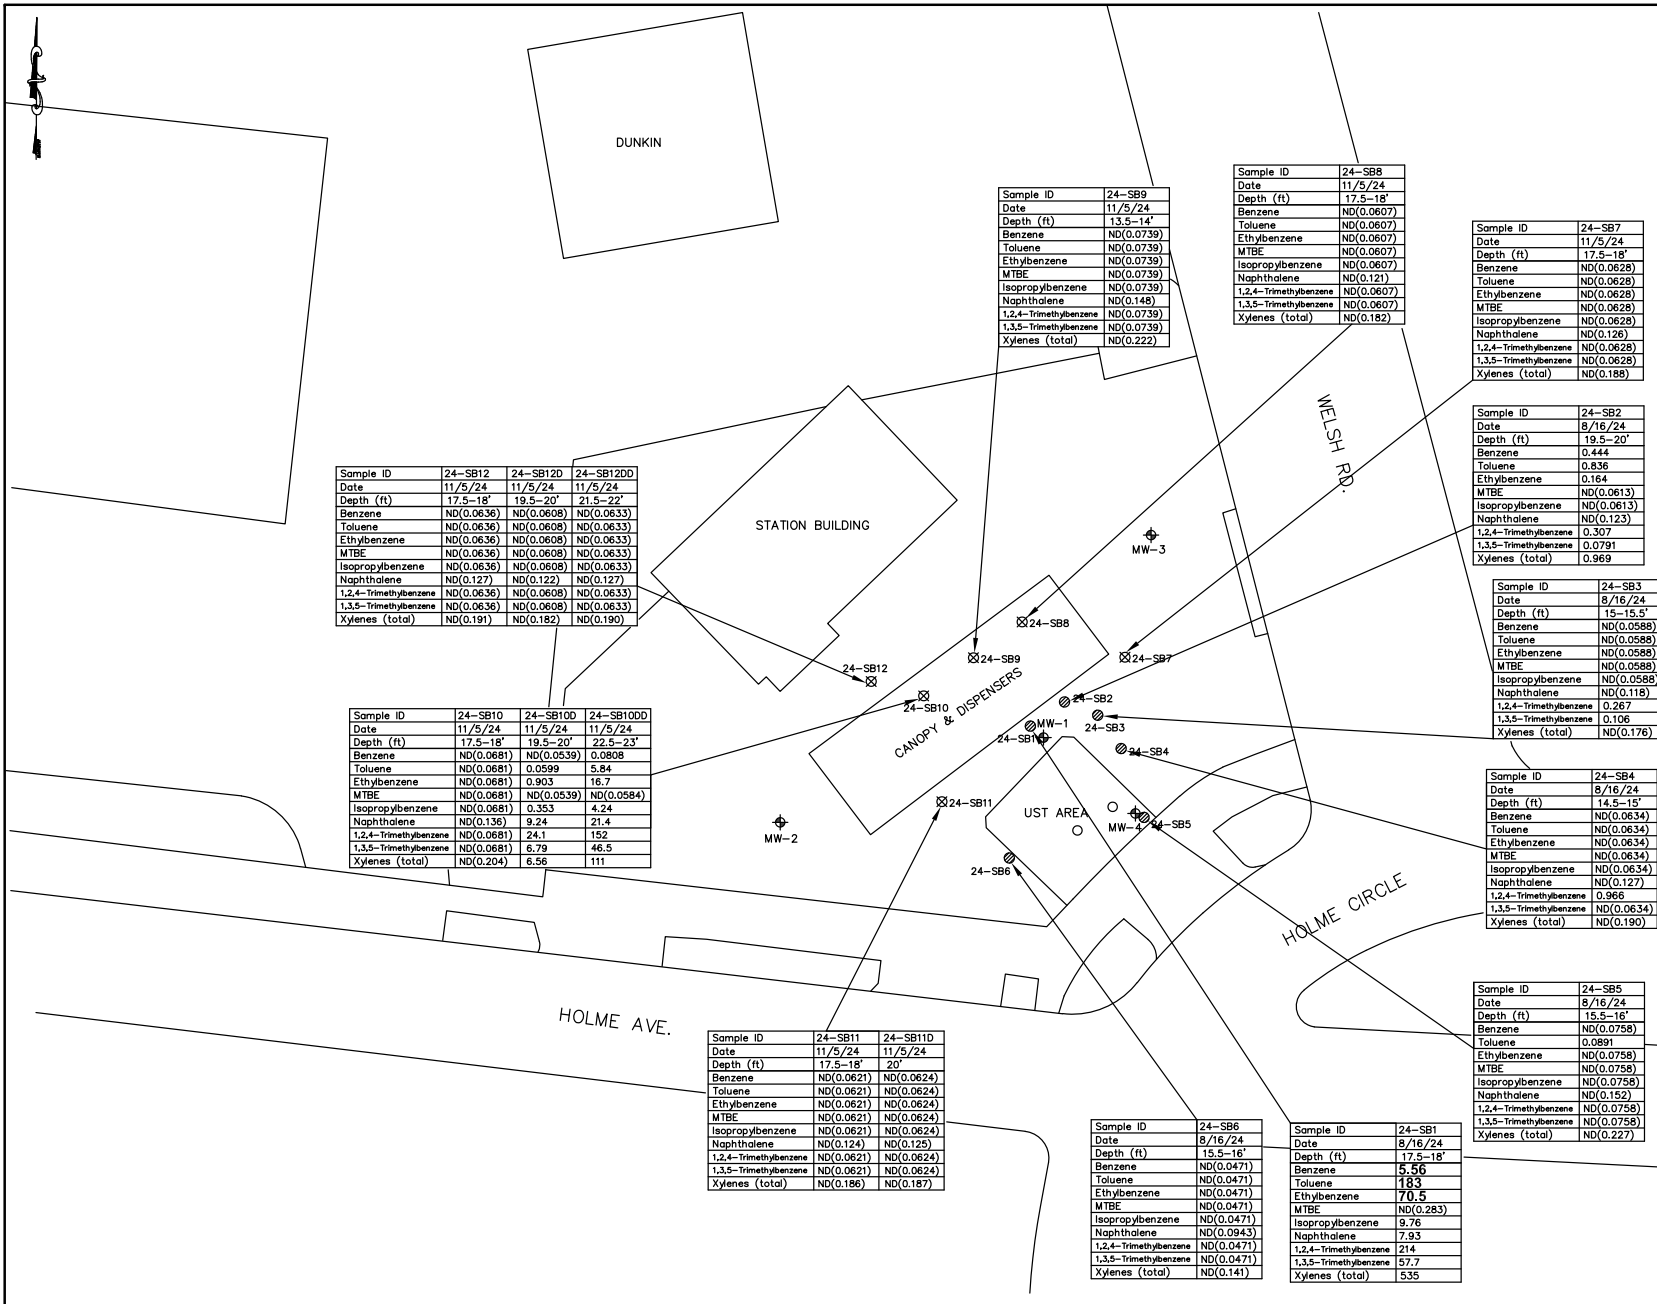 DUNKIN
Sample ID 24-SB9
Date 11/5/24
Depth (ft) 13.5-14'
Benzene ND(0.0739)
Toluene ND(0.0739)
Ethylbenzene ND(0.0739)
MTBE ND(0.0739)
Isopropylbenzene ND(0.0739)
Naphthalene ND(0.148)
1,2,4-Trimethylbenzene ND(0.0739)
1,3,5-Trimethylbenzene ND(0.0739)
Xylenes (total) ND(0.222)
Sample ID 24-SB8
Date 11/5/24
Depth (ft) 17.5-18'
Benzene ND(0.0607)
Toluene ND(0.0607)
Ethylbenzene ND(0.0607)
MTBE ND(0.0607)
Isopropylbenzene ND(0.0607)
Naphthalene ND(0.121)
1,2,4-Trimethylbenzene ND(0.0607)
1,3,5-Trimethylbenzene ND(0.0607)
Xylenes (total) ND(0.182)
Sample ID 24-SB7
Date 11/5/24
Depth (ft) 17.5-18'
Benzene ND(0.0628)
Toluene ND(0.0628)
Ethylbenzene ND(0.0628)
MTBE ND(0.0628)
Isopropylbenzene ND(0.0628)
Naphthalene ND(0.126)
1,2,4-Trimethylbenzene ND(0.0628)
1,3,5-Trimethylbenzene ND(0.0628)
Xylenes (total) ND(0.188)
Sample ID 24-SB2
Date 8/16/24
Depth (ft) 19.5-20'
Benzene 0.444
Toluene 0.836
Ethylbenzene 0.164
MTBE ND(0.0613)
Isopropylbenzene ND(0.0613)
Naphthalene ND(0.123)
1,2,4-Trimethylbenzene 0.307
1,3,5-Trimethylbenzene 0.0791
Xylenes (total) 0.969
WELSH RD.
Sample ID 24-SB12 24-SB12D 24-SB12DD
Date 11/5/24 11/5/24 11/5/24
Depth (ft) 17.5-18' 19.5-20' 21.5-22'
Benzene ND(0.0636) ND(0.0608) ND(0.0633)
Toluene ND(0.0636) ND(0.0608) ND(0.0633)
Ethylbenzene ND(0.0636) ND(0.0608) ND(0.0633)
MTBE ND(0.0636) ND(0.0608) ND(0.0633)
Isopropylbenzene ND(0.0636) ND(0.0608) ND(0.0633)
Naphthalene ND(0.127) ND(0.122) ND(0.127)
1,2,4-Trimethylbenzene ND(0.0636) ND(0.0608) ND(0.0633)
1,3,5-Trimethylbenzene ND(0.0636) ND(0.0608) ND(0.0633)
Xylenes (total) ND(0.191) ND(0.182) ND(0.190)
STATION BUILDING
MW-3
Sample ID 24-SB3
Date 8/16/24
Depth (ft) 15-15.5'
Benzene ND(0.0588)
Toluene ND(0.0588)
Ethylbenzene ND(0.0588)
MTBE ND(0.0588)
Isopropylbenzene ND(0.0588)
Naphthalene ND(0.118)
1,2,4-Trimethylbenzene 0.267
1,3,5-Trimethylbenzene 0.106
Xylenes (total) ND(0.176)
24-SB8
24-SB9
24-SB7
24-SB12
24-SB10
CANOPY & DISPENSERS
24-SB2
MW-1
24-SB3
24-SB1
24-SB4
Sample ID 24-SB10 24-SB10D 24-SB10DD
Date 11/5/24 11/5/24 11/5/24
Depth (ft) 17.5-18' 19.5-20' 22.5-23'
Benzene ND(0.0681) ND(0.0539) 0.0808
Toluene ND(0.0681) 0.0599 5.84
Ethylbenzene ND(0.0681) 0.903 16.7
MTBE ND(0.0681) ND(0.0539) ND(0.0584)
Isopropylbenzene ND(0.0681) 0.353 4.24
Naphthalene ND(0.136) 9.24 21.4
1,2,4-Trimethylbenzene ND(0.0681) 24.1 152
1,3,5-Trimethylbenzene ND(0.0681) 6.79 46.5
Xylenes (total) ND(0.204) 6.56 111
24-SB11
UST AREA
MW-2
MW-4
24-SB5
24-SB6
Sample ID 24-SB4
Date 8/16/24
Depth (ft) 14.5-15'
Benzene ND(0.0634)
Toluene ND(0.0634)
Ethylbenzene ND(0.0634)
MTBE ND(0.0634)
Isopropylbenzene ND(0.0634)
Naphthalene ND(0.127)
1,2,4-Trimethylbenzene 0.966
1,3,5-Trimethylbenzene ND(0.0634)
Xylenes (total) ND(0.190)
HOLME CIRCLE
HOLME AVE.
Sample ID 24-SB5
Date 8/16/24
Depth (ft) 15.5-16'
Benzene ND(0.0758)
Toluene 0.0891
Ethylbenzene ND(0.0758)
MTBE ND(0.0758)
Isopropylbenzene ND(0.0758)
Naphthalene ND(0.152)
1,2,4-Trimethylbenzene ND(0.0758)
1,3,5-Trimethylbenzene ND(0.0758)
Xylenes (total) ND(0.227)
Sample ID 24-SB11 24-SB11D
Date 11/5/24 11/5/24
Depth (ft) 17.5-18' 20'
Benzene ND(0.0621) ND(0.0624)
Toluene ND(0.0621) ND(0.0624)
Ethylbenzene ND(0.0621) ND(0.0624)
MTBE ND(0.0621) ND(0.0624)
Isopropylbenzene ND(0.0621) ND(0.0624)
Naphthalene ND(0.124) ND(0.125)
1,2,4-Trimethylbenzene ND(0.0621) ND(0.0624)
1,3,5-Trimethylbenzene ND(0.0621) ND(0.0624)
Xylenes (total) ND(0.186) ND(0.187)
Sample ID 24-SB6
Date 8/16/24
Depth (ft) 15.5-16'
Benzene ND(0.0471)
Toluene ND(0.0471)
Ethylbenzene ND(0.0471)
MTBE ND(0.0471)
Isopropylbenzene ND(0.0471)
Naphthalene ND(0.0943)
1,2,4-Trimethylbenzene ND(0.0471)
1,3,5-Trimethylbenzene ND(0.0471)
Xylenes (total) ND(0.141)
Sample ID 24-SB1
Date 8/16/24
Depth (ft) 17.5-18'
Benzene 5.56
Toluene 183
Ethylbenzene 70.5
MTBE ND(0.283)
Isopropylbenzene 9.76
Naphthalene 7.93
1,2,4-Trimethylbenzene 214
1,3,5-Trimethylbenzene 57.7
Xylenes (total) 535